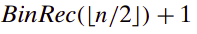 BinRec(⌊n/2⌋) + 1